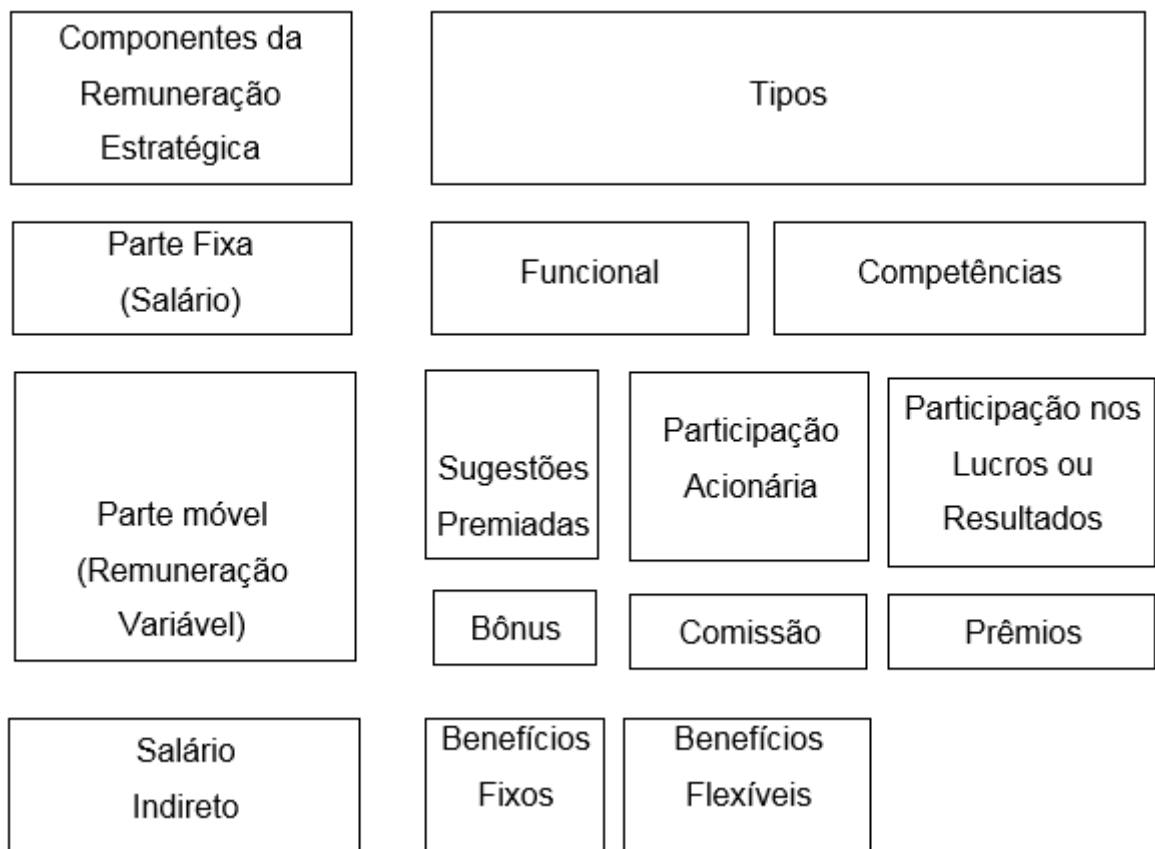 Componentes da
Remuneração
Estratégica
Tipos
Parte Fixa
(Salário)
Funcional
Competências
Parte móvel
(Remuneração
Variável)
Sugestões
Premiadas
Participação
Acionária
Participação nos
Lucros ou
Resultados
Bônus
Comissão
Prêmios
Salário
Indireto
Benefícios
Fixos
Benefícios
Flexíveis